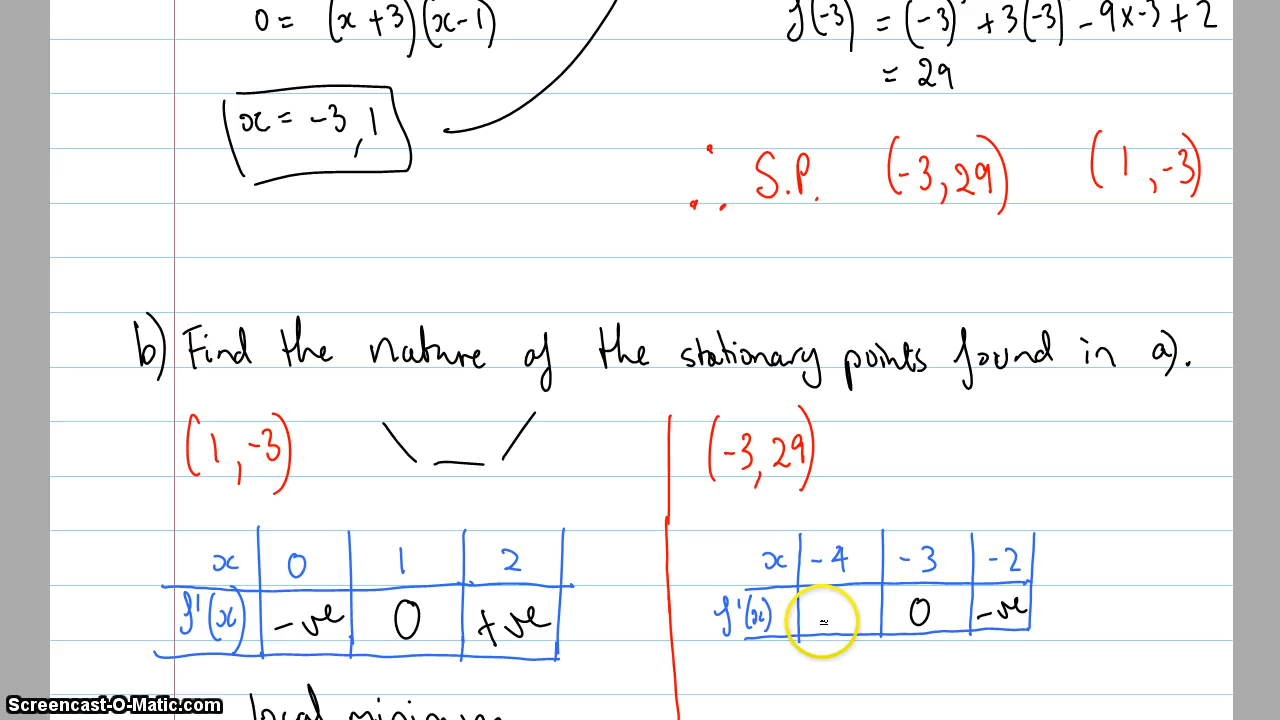 0 = (x+3)(x-1)
x = -3, 1
f(-3) = (-3) + 3(-3) - 9x-3 + 2
= 29
∴ S.P. (-3, 29) (1, -3)
b) Find the nature of the stationary points found in a).
(1, -3)
x 0 1 2
f'(x) -ve 0 +ve
local minimum
(-3, 29)
x -4 -3 -2
f'(x) - 0 -ve
Screencast-O-Matic.com